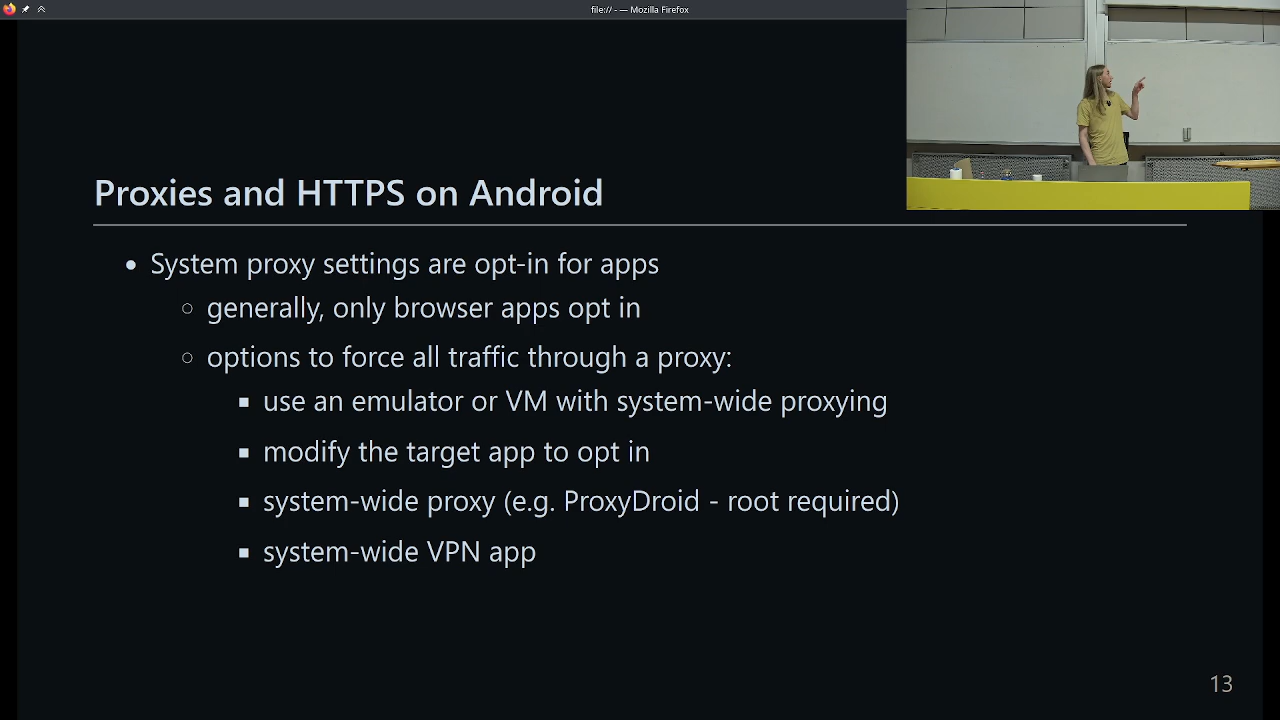 file:// - — Mozilla Firefox
Proxies and HTTPS on Android
System proxy settings are opt-in for apps
generally, only browser apps opt in
options to force all traffic through a proxy:
use an emulator or VM with system-wide proxying
modify the target app to opt in
system-wide proxy (e.g. ProxyDroid - root required)
system-wide VPN app
13